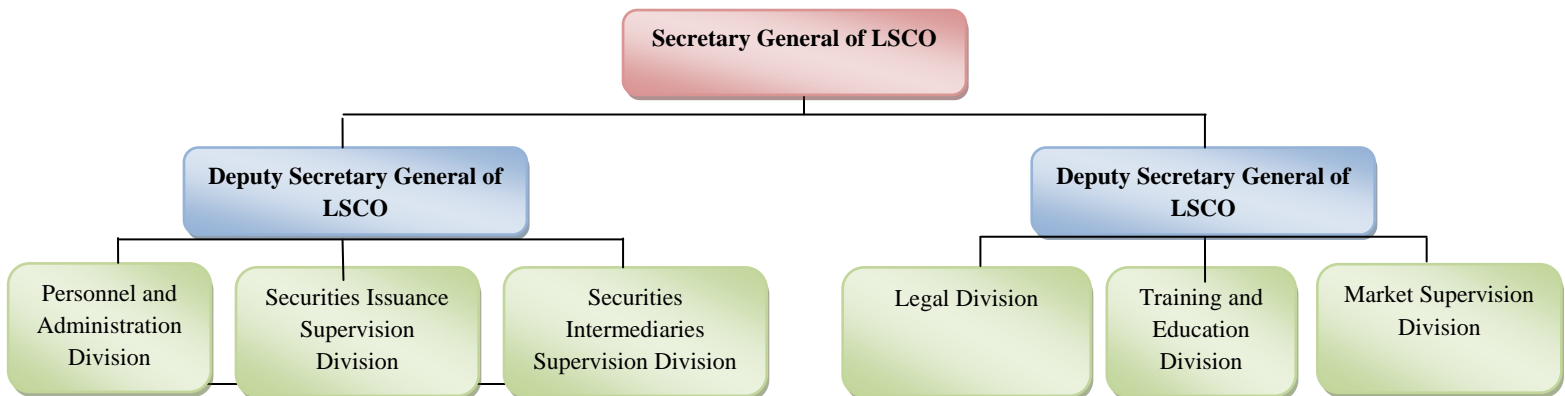 Secretary General of LSCO
Deputy Secretary General of
LSCO
Deputy Secretary General of
LSCO
Personnel and
Administration
Division
Securities Issuance
Supervision
Division
Securities
Intermediaries
Supervision Division
Legal Division
Training and
Education
Division
Market Supervision
Division